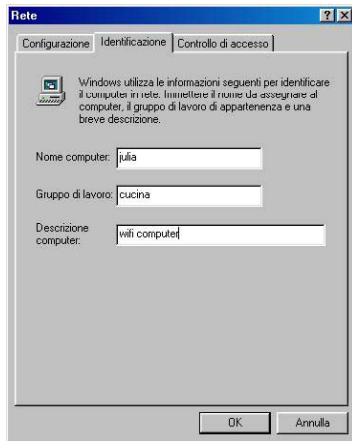 Rete
Configurazione Identificazione Controllo di accesso
Windows utilizza le informazioni seguenti per identificare
il computer in rete. Immettere il nome da assegnare al
computer, il gruppo di lavoro di appartenenza e una
breve descrizione.
Nome computer: julia
Gruppo di lavoro: cucina
Descrizione
computer: wifi computer
OK Annulla